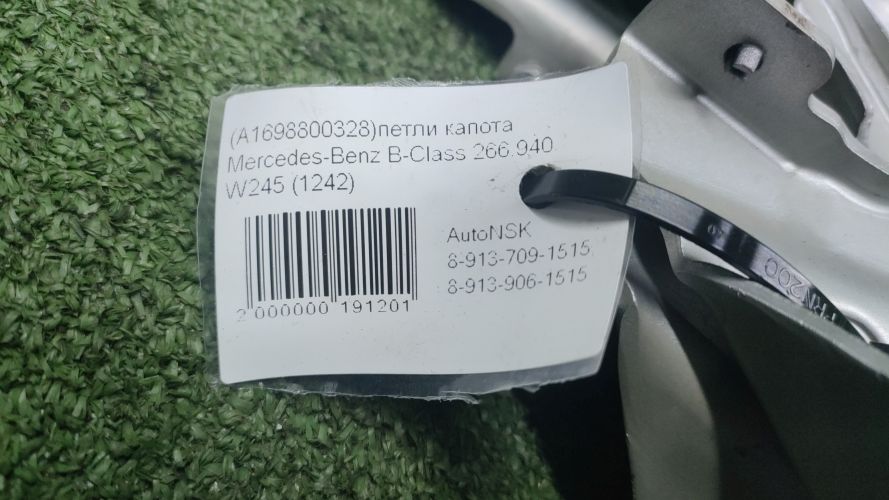 (A1698800328)петли капота
Mercedes-Benz B-Class 266.940
W245 (1242)
AutoNSK
8-913-709-1515
8-913-906-1515
2 000000 191201